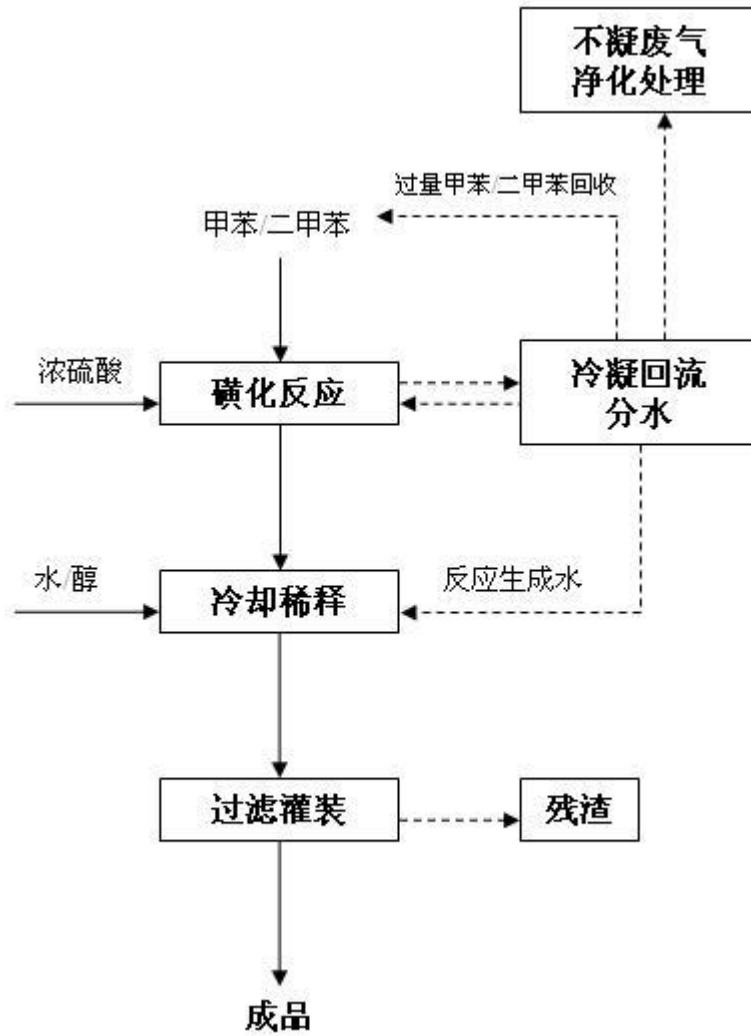 不凝废气
净化处理
过量甲苯/二甲苯回收
甲苯/二甲苯
浓硫酸
磺化反应
冷凝回流
分水
水/醇
冷却稀释
反应生成水
过滤灌装
残渣
成品